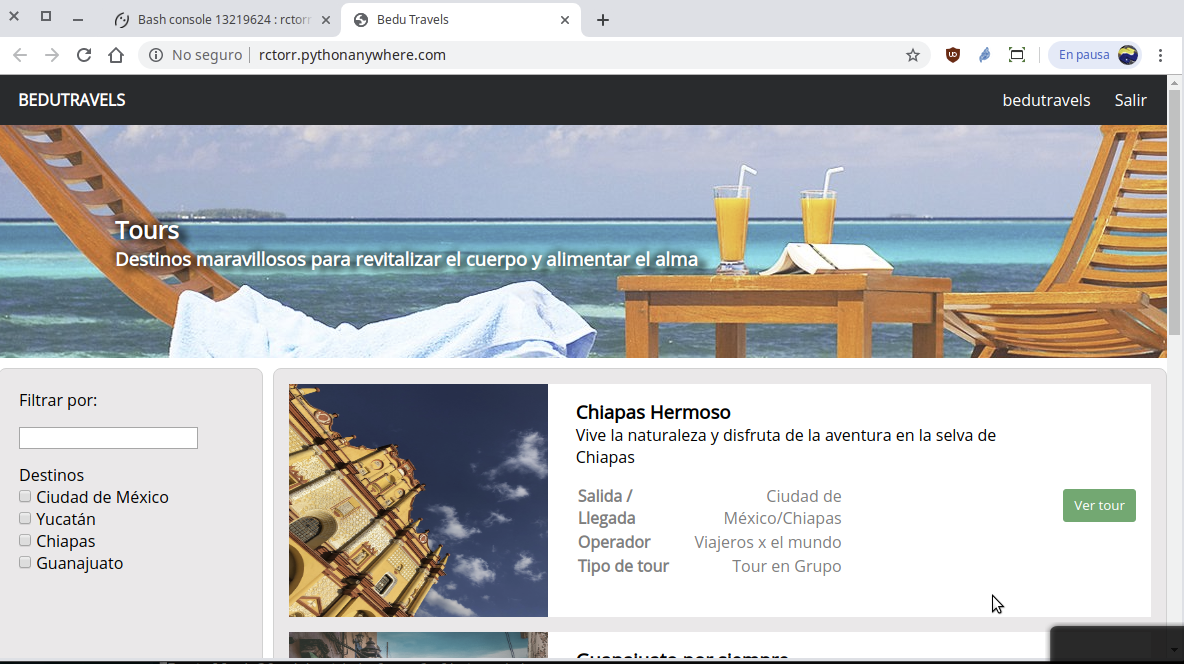 Bash console 13219624 : rctorr
Bedu Travels
No seguro
rctorr.pythonanywhere.com
En pausa
BEDUTRAVELS
bedutravels
Salir
Tours
Destinos maravillosos para revitalizar el cuerpo y alimentar el alma
Filtrar por:
Destinos
Ciudad de México
Yucatán
Chiapas
Guanajuato
Chiapas Hermoso
Vive la naturaleza y disfruta de la aventura en la selva de
Chiapas
Salida / Ciudad de
Llegada México/Chiapas
Operador Viajeros x el mundo
Tipo de tour Tour en Grupo
Ver tour
Guanajuato por siempre